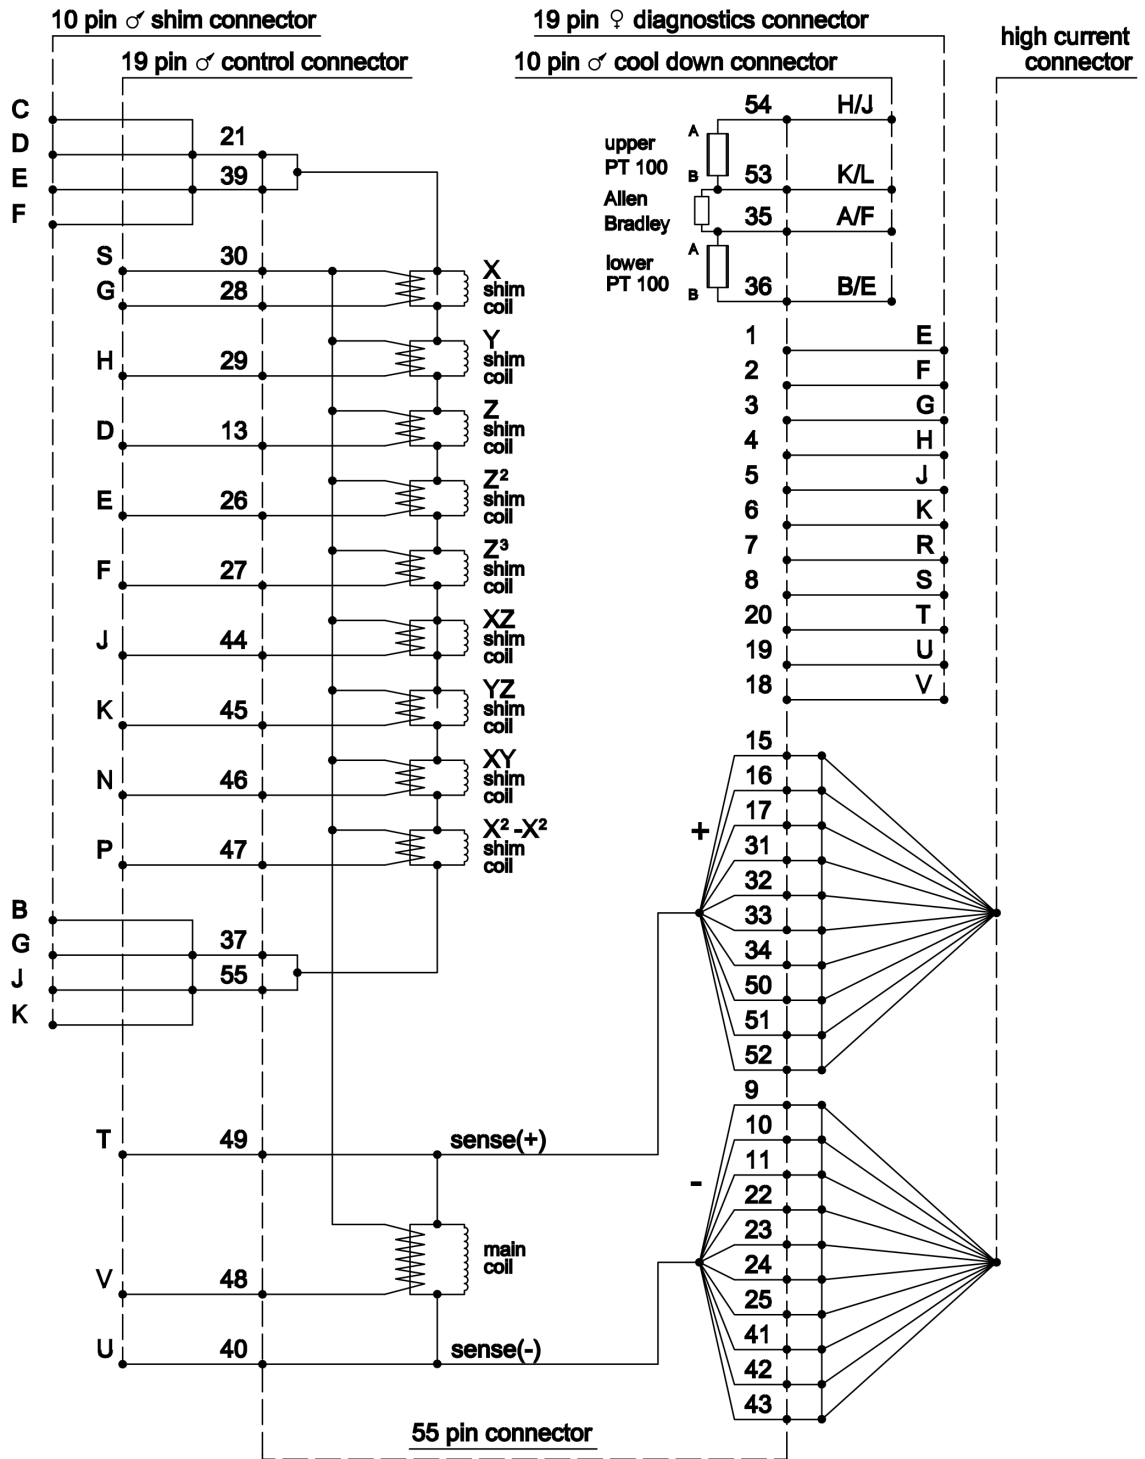 10 pin ♂ shim connector
19 pin ♀ diagnostics connector
high current
connector
19 pin ♂ control connector
10 pin ♂ cool down connector
C
D
E
F
21
39
S 30
G 28
X
shim
coil
H 29
Y
shim
coil
D 13
Z
shim
coil
E 26
Z²
shim
coil
F 27
Z³
shim
coil
J 44
XZ
shim
coil
K 45
YZ
shim
coil
N 46
XY
shim
coil
P 47
X² -X²
shim
coil
B
G
J
K
37
55
T 49 sense(+)
main
coil
V 48
U 40 sense(-)
55 pin connector
upper
PT 100
A
B
Allen
Bradley
lower
PT 100
A
B
54 H/J
53 K/L
35 A/F
36 B/E
1 E
2 F
3 G
4 H
5 J
6 K
7 R
8 S
20 T
19 U
18 V
+
15
16
17
31
32
33
34
50
51
52
-
9
10
11
22
23
24
25
41
42
43